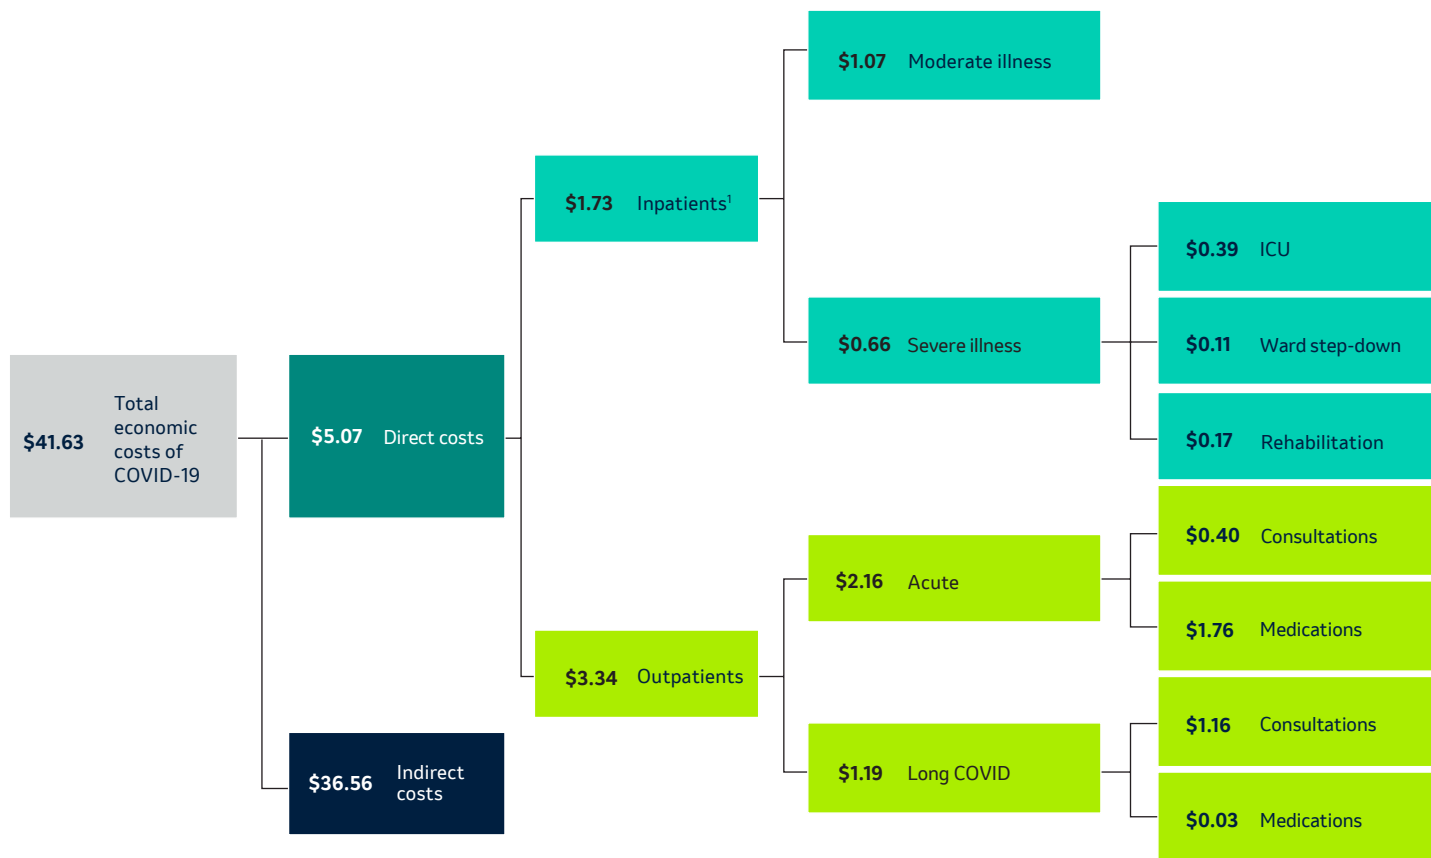 $1.07 Moderate illness
$1.73 Inpatients¹
$0.39 ICU
$0.66 Severe illness
$0.11 Ward step-down
$41.63 Total
economic
costs of
COVID-19
$5.07 Direct costs
$0.17 Rehabilitation
$0.40 Consultations
$2.16 Acute
$1.76 Medications
$3.34 Outpatients
$1.16 Consultations
$36.56 Indirect
costs
$1.19 Long COVID
$0.03 Medications